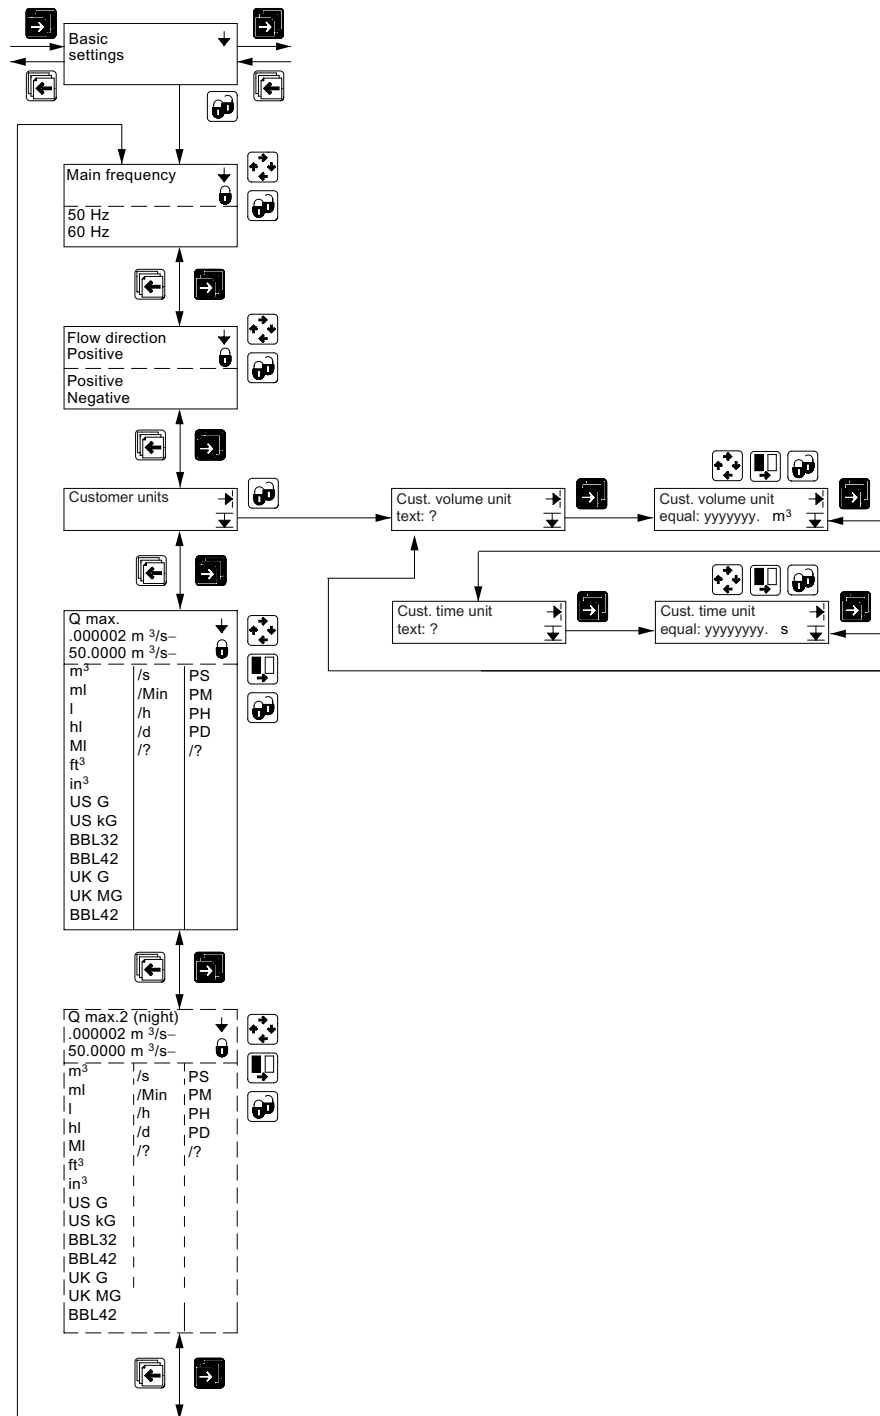 Basic
settings
Main frequency
50 Hz
60 Hz
Flow direction
Positive
Positive
Negative
Customer units
Cust. volume unit
text: ?
Cust. volume unit
equal: yyyyyyy. m³
Cust. time unit
text: ?
Cust. time unit
equal: yyyyyyyy. s
Q max.
.000002 m ³/s–
50.0000 m ³/s–
m³ /s PS
ml /Min PM
l /h PH
hl /d PD
Ml /? /?
ft³
in³
US G
US kG
BBL32
BBL42
UK G
UK MG
BBL42
Q max.2 (night)
.000002 m ³/s–
50.0000 m ³/s–
m³ /s PS
ml /Min PM
l /h PH
hl /d PD
Ml /? /?
ft³
in³
US G
US kG
BBL32
BBL42
UK G
UK MG
BBL42